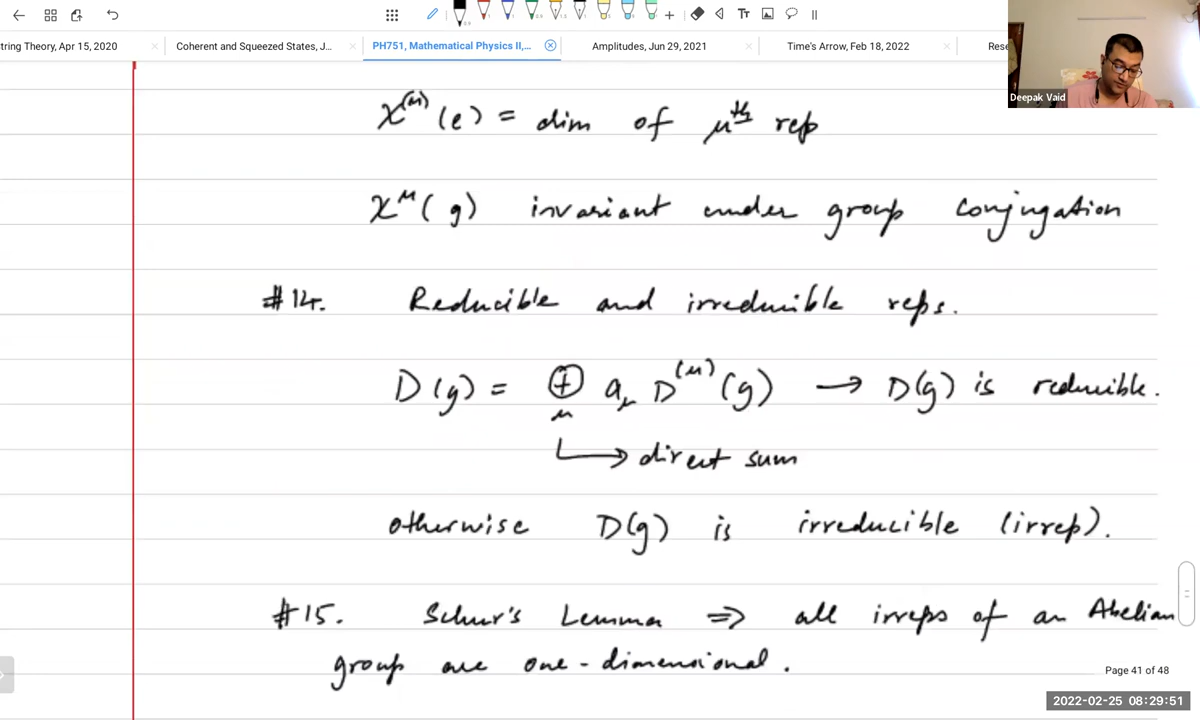 tring Theory, Apr 15, 2020
Coherent and Squeezed States, J...
PH751, Mathematical Physics II,...
Amplitudes, Jun 29, 2021
Time's Arrow, Feb 18, 2022
Rese
Deepak Vaid
χ^(μ) (e) = dim of μth rep
χ^μ (g) invariant under group conjugation
#14. Reducible and irreducible reps.
D(g) = ⊕_μ a_μ D^(μ) (g) → D(g) is reducible.
↳ direct sum
otherwise D(g) is irreducible (irrep).
#15. Schur's Lemma ⇒ all irreps of an Abelian
group are one-dimensional.
Page 41 of 48
2022-02-25 08:29:51